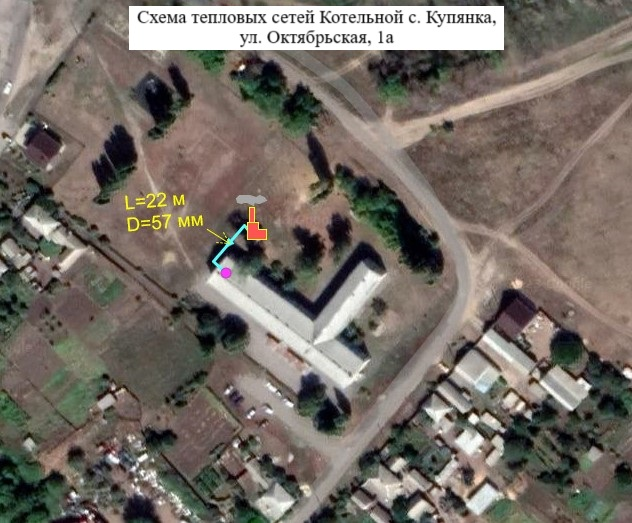 Схема тепловых сетей Котельной с. Купянка,
ул. Октябрьская, 1а
L=22 м
D=57 мм